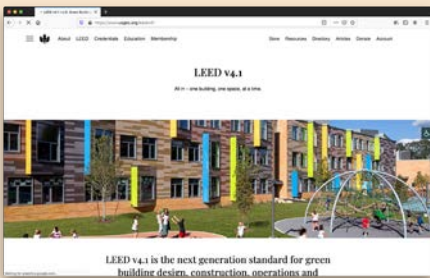 About LEED Credentials Education Membership
Store Resources Directory Articles Donate Account
LEED v4.1
All in – one building, one space, at a time.
LEED v4.1 is the next generation standard for green
building design, construction, operations and